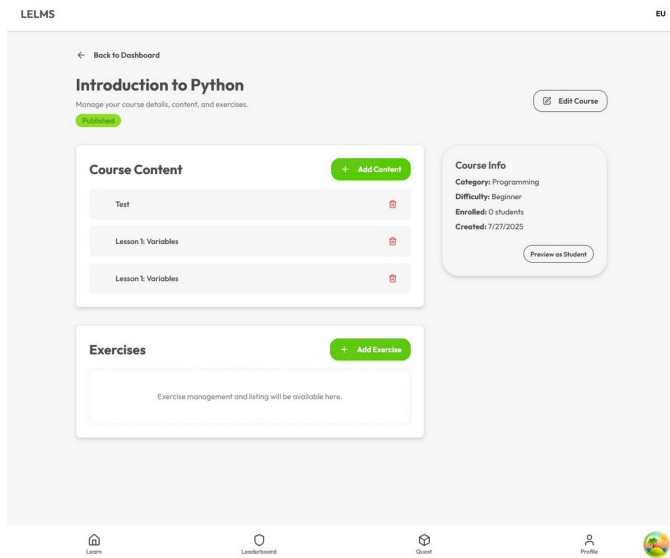 LELMS
EU
Back to Dashboard
Introduction to Python
Manage your course details, content, and exercises.
Edit Course
Published
Course Content
Add Content
Test
Lesson 1: Variables
Lesson 1: Variables
Course Info
Category: Programming
Difficulty: Beginner
Enrolled: 0 students
Created: 7/27/2025
Preview as Student
Exercises
Add Exercise
Exercise management and listing will be available here.
Learn
Leaderboard
Quest
Profile